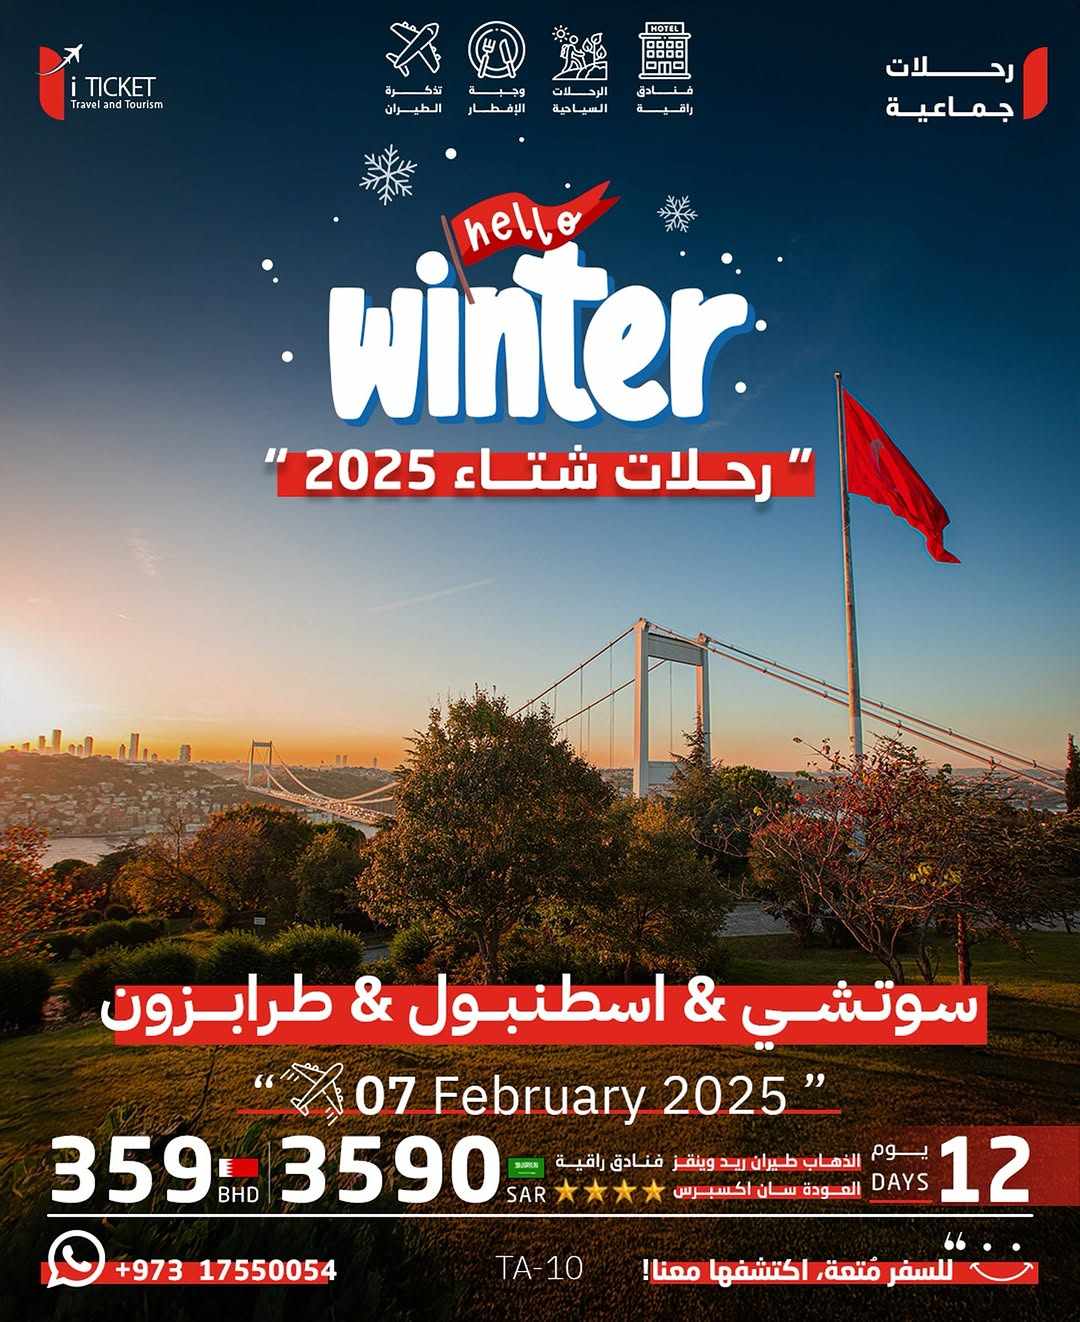 i TICKET
Travel and Tourism
تذكرة
الطيران
وجبة
الإفطار
الرحلات
السياحية
HOTEL
فنادق
راقية
رحلات
جماعية
hello
winter
" رحلات شتاء 2025 "
سوتشي & اسطنبول & طرابزون
“ 07 February 2025 ”
12
يوم
DAYS
الذهاب طيران ريد وينقز
العودة سان اكسبرس
فنادق راقية
3590
SAR
359
BHD
+973 17550054
TA-10
للسفر مُتعة، اكتشفها معنا!